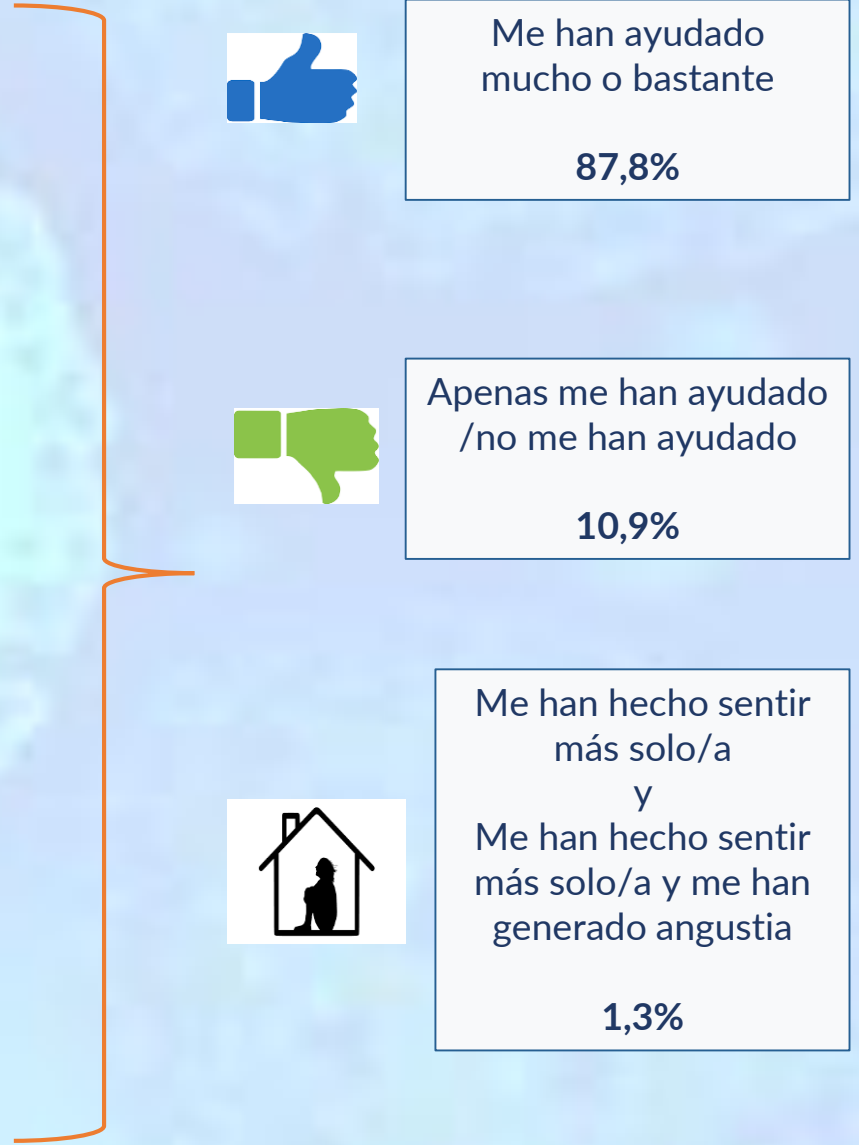 Me han ayudado
mucho o bastante
87,8%
Apenas me han ayudado
/no me han ayudado
10,9%
Me han hecho sentir
más solo/a
y
Me han hecho sentir
más solo/a y me han
generado angustia
1,3%